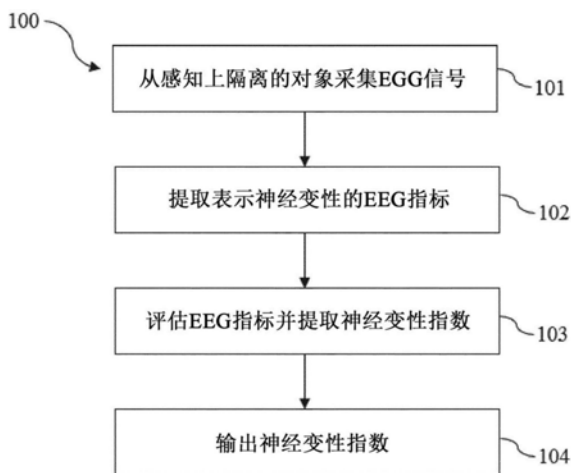 100
从感知上隔离的对象采集EGG信号
101
提取表示神经变性的EEG指标
102
评估EEG指标并提取神经变性指数
103
输出神经变性指数
104